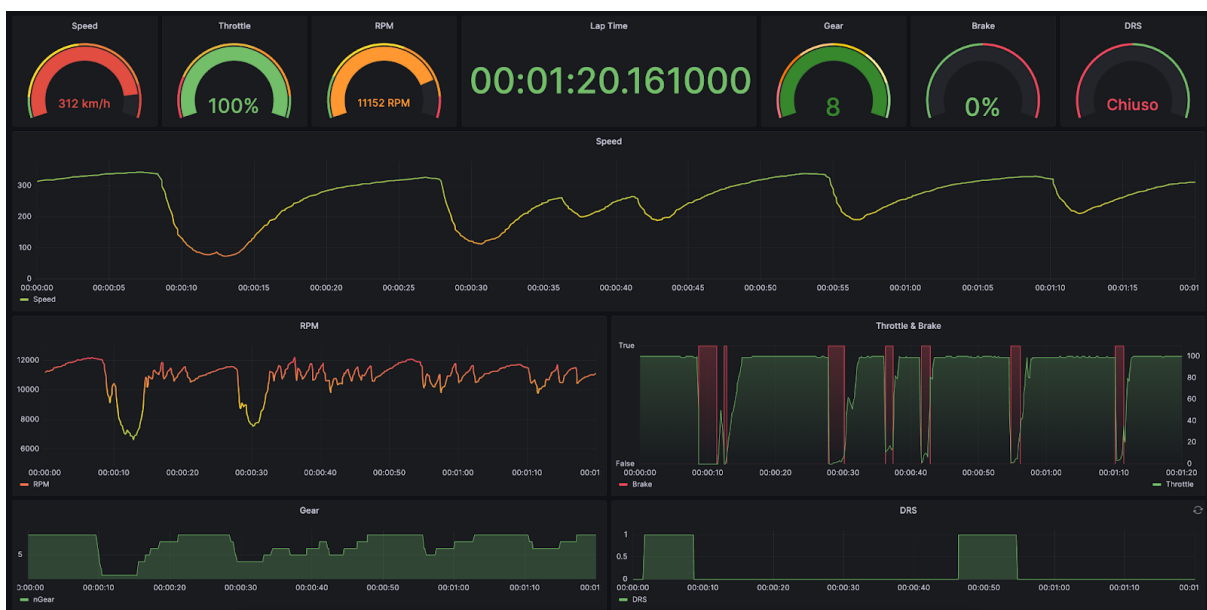 Speed
Throttle
RPM
Lap Time
Gear
Brake
DRS
312 km/h
100%
11152 RPM
00:01:20.161000
8
0%
Chiuso
Speed
300
200
100
0
00:00:00 00:00:05 00:00:10 00:00:15 00:00:20 00:00:25 00:00:30 00:00:35 00:00:40 00:00:45 00:00:50 00:00:55 00:01:00 00:01:05 00:01:10 00:01:15 00:01
Speed
RPM
12000
10000
8000
6000
00:00:00 00:00:10 00:00:20 00:00:30 00:00:40 00:00:50 00:01:00 00:01:10 00:01
RPM
Throttle & Brake
True
False
100
80
60
40
20
0
00:00:00 00:00:10 00:00:20 00:00:30 00:00:40 00:00:50 00:01:00 00:01:10 00:01:20
Brake
Throttle
Gear
5
00:00:10 00:00:20 00:00:30 00:00:40 00:00:50 00:01:00 00:01:10 00:01
nGear
DRS
1
0.5
0
00:00:00 00:00:10 00:00:20 00:00:30 00:00:40 00:00:50 00:01:00 00:01:10 00:01
DRS